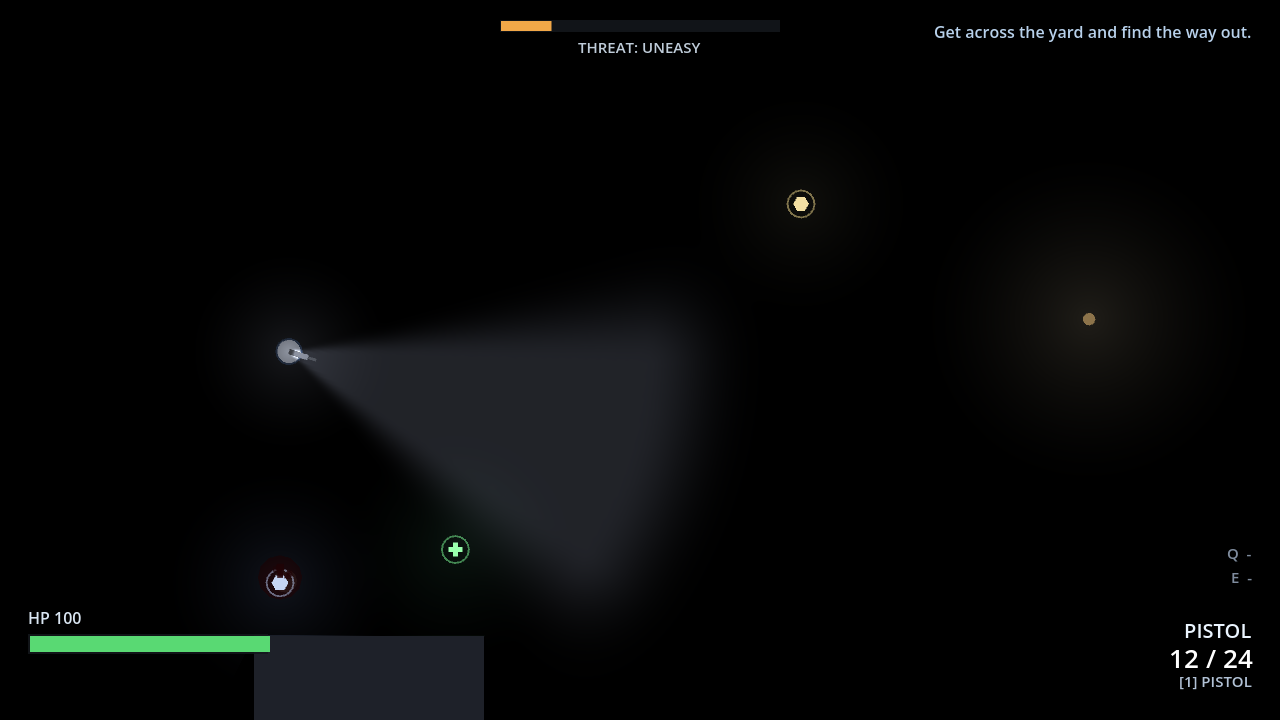 THREAT: UNEASY
Get across the yard and find the way out.
HP 100
Q -
E -
PISTOL
12 / 24
[1] PISTOL